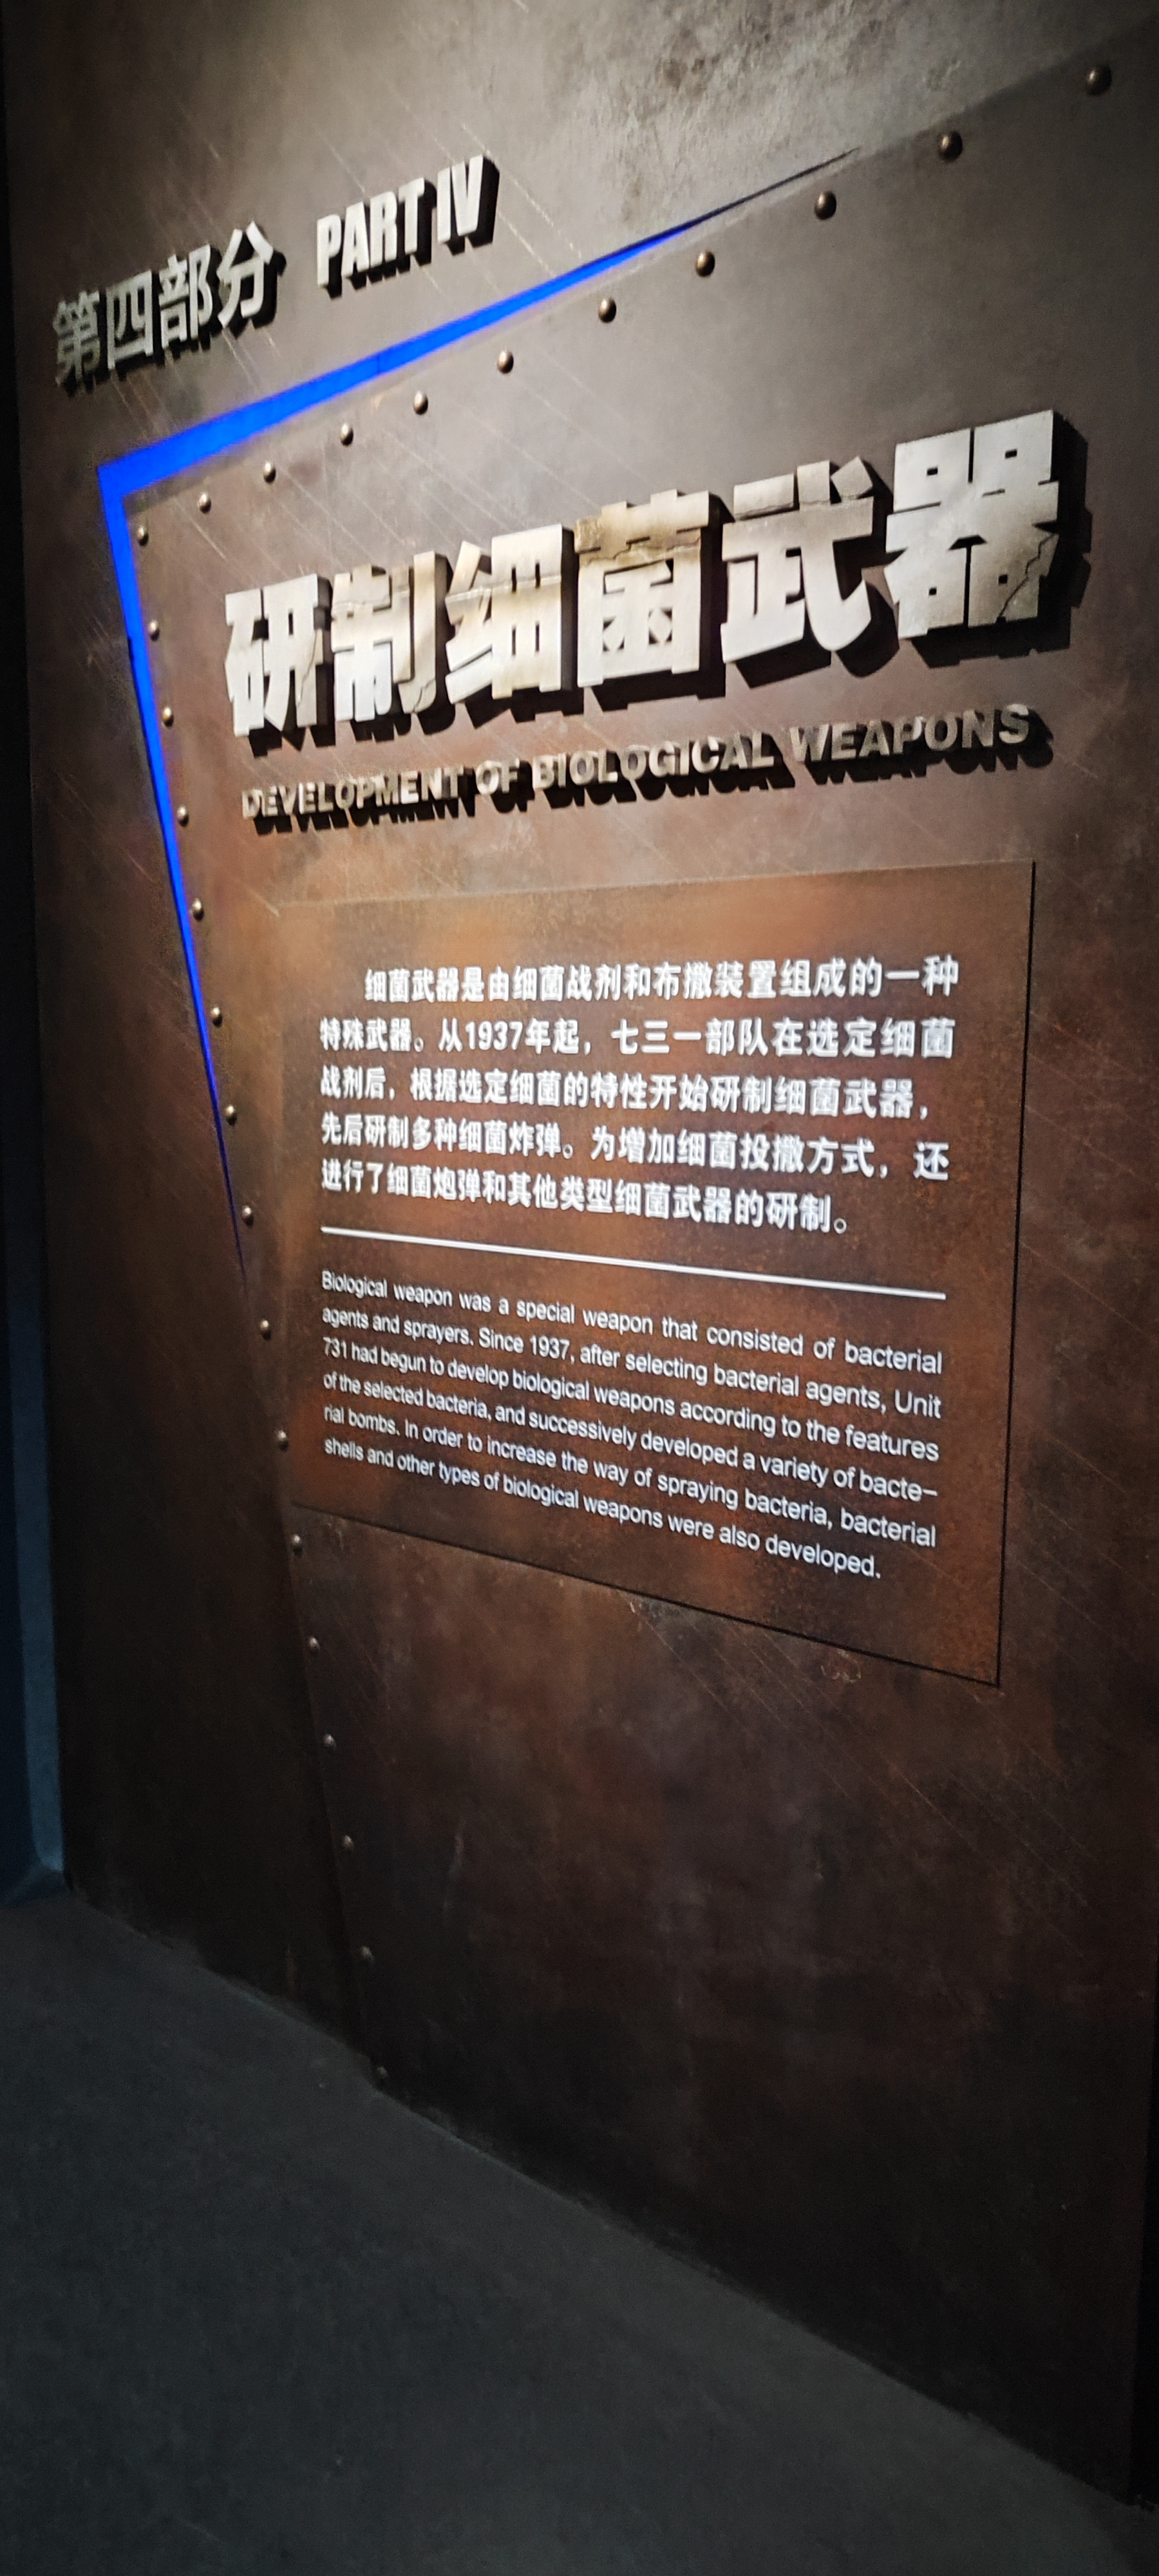 第四部分 PART IV
研制细菌武器
DEVELOPMENT OF BIOLOGICAL WEAPONS
细菌武器是由细菌战剂和布撒装置组成的一种
特殊武器。从1937年起，七三一部队在选定细菌
战剂后，根据选定细菌的特性开始研制细菌武器，
先后研制多种细菌炸弹。为增加细菌投撒方式，还
进行了细菌炮弹和其他类型细菌武器的研制。
Biological weapon was a special weapon that consisted of bacterial
agents and sprayers. Since 1937, after selecting bacterial agents, Unit
731 had begun to develop biological weapons according to the features
of the selected bacteria, and successively developed a variety of bacte–
rial bombs. In order to increase the way of spraying bacteria, bacterial
shells and other types of biological weapons were also developed.